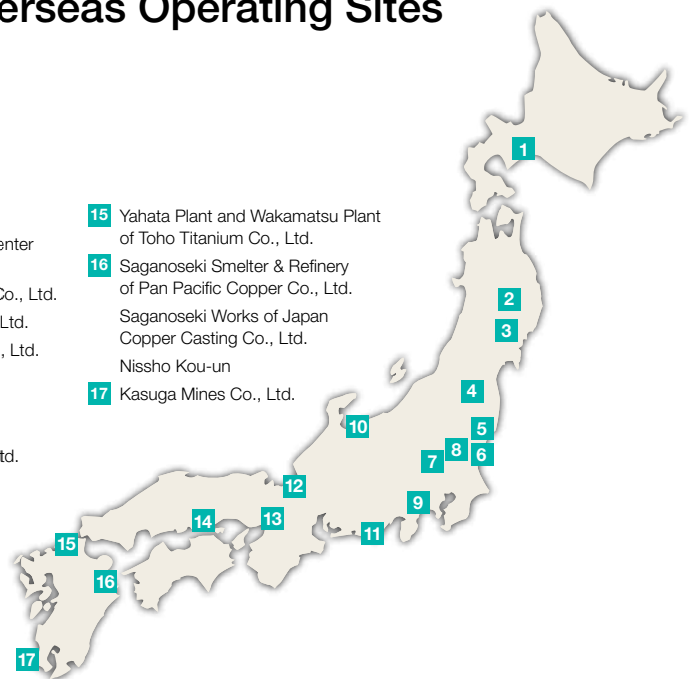 Operating Sites
15 Yahata Plant and Wakamatsu Plant
of Toho Titanium Co., Ltd.
16 Saganoseki Smelter & Refinery
of Pan Pacific Copper Co., Ltd.
Saganoseki Works of Japan
Copper Casting Co., Ltd.
Nissho Kou-un
17 Kasuga Mines Co., Ltd.
Co., Ltd.
Ltd.
, Ltd.
1
2
3
4
5
6
7
8
9
10
11
12
13
14
15
16
17